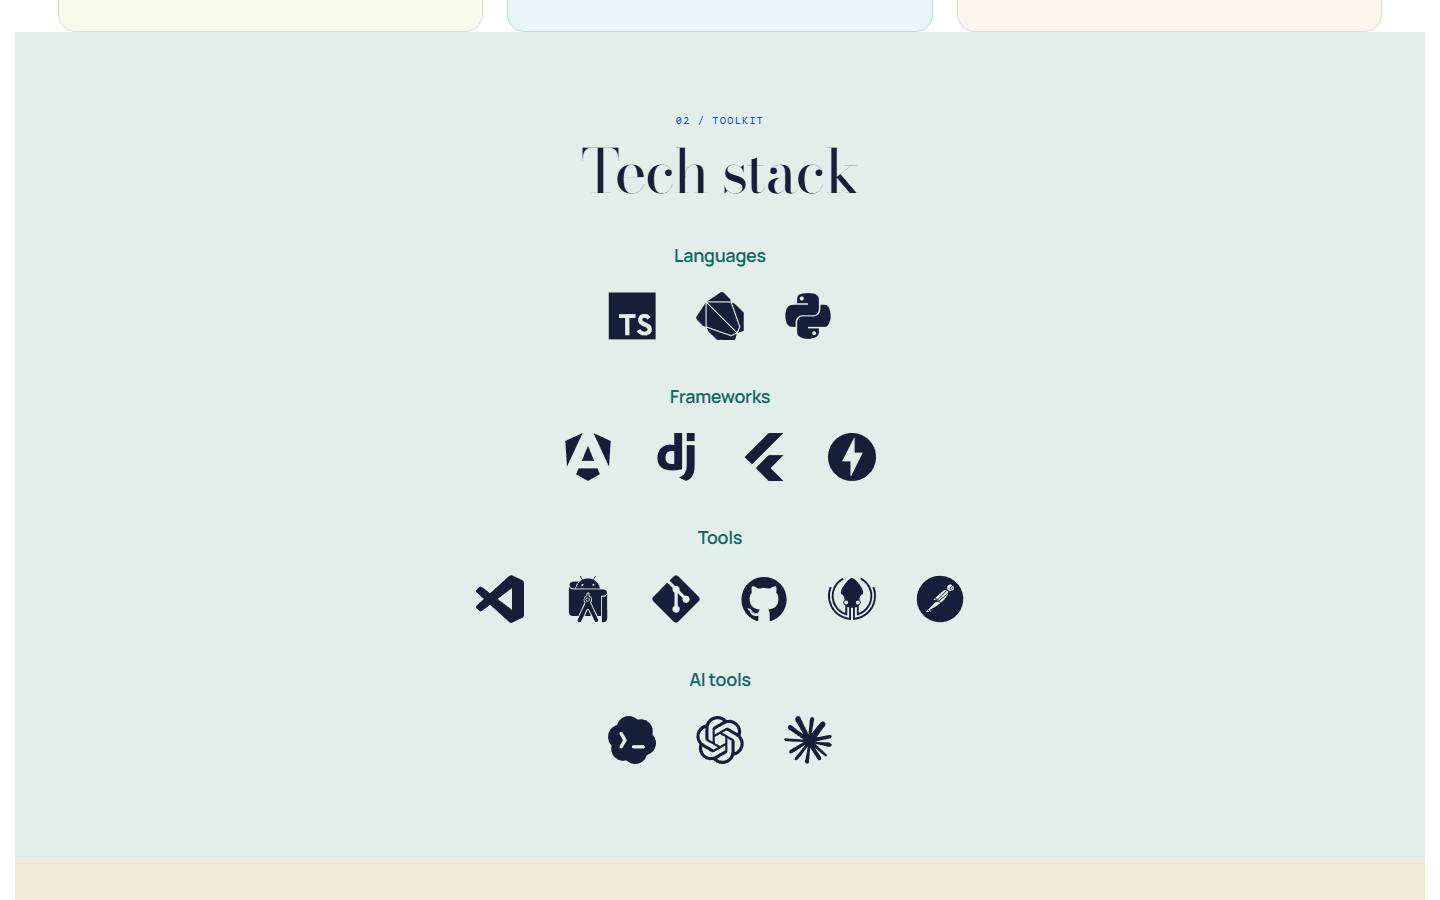 02 / TOOLKIT
Tech stack
Languages
TS
Frameworks
dj
Tools
AI tools